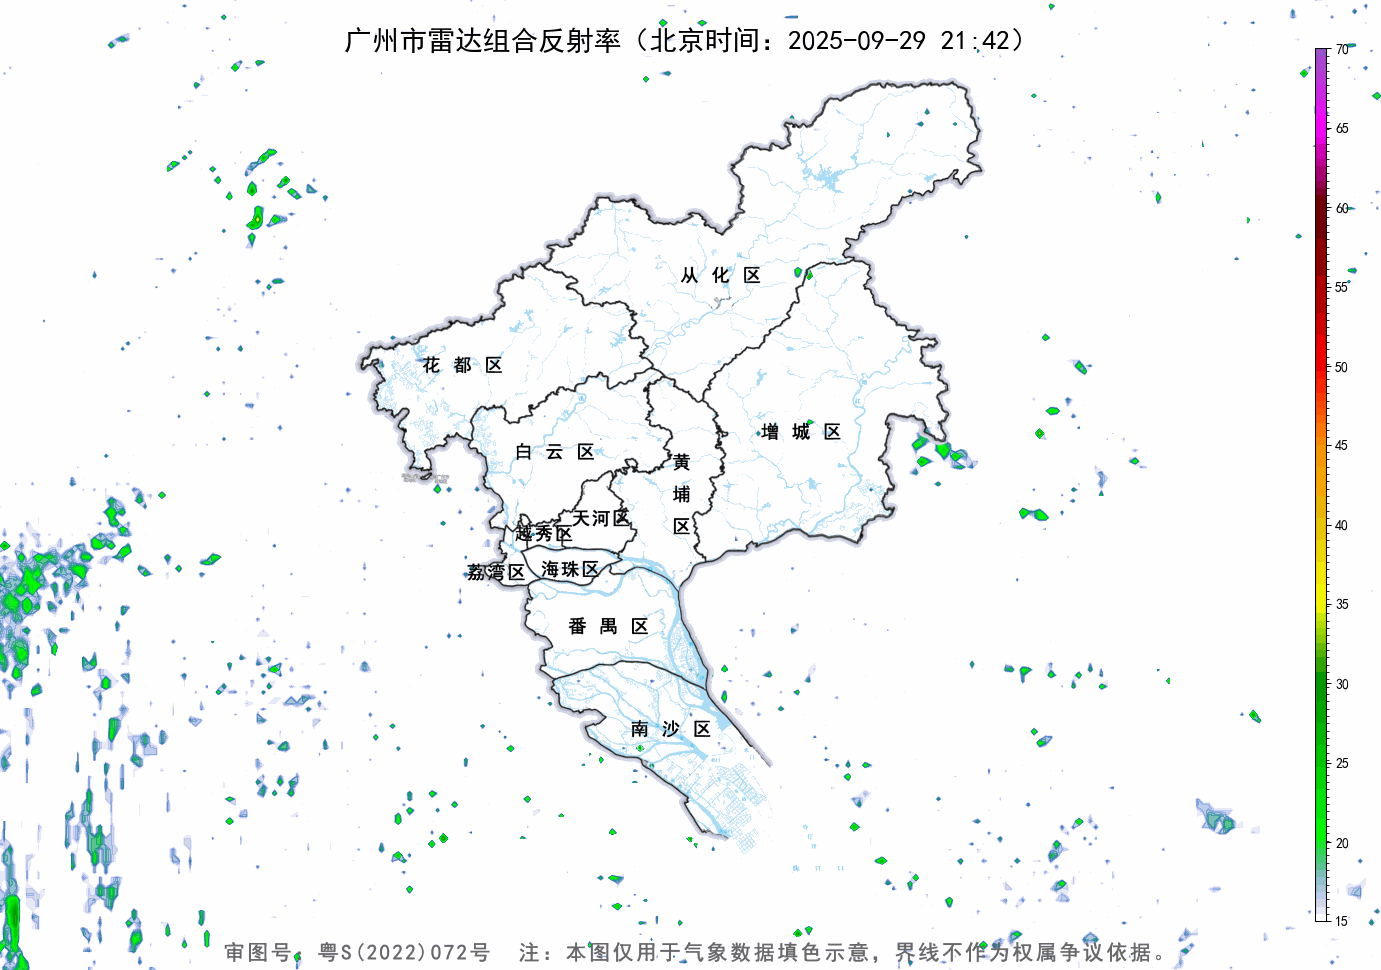 广州市雷达组合反射率（北京时间：2025-09-29 21:42）
70
65
60
55
50
45
40
35
30
25
20
15
从化区
花都区
增城区
白云区
黄埔区
天河区
越秀区
荔湾区
海珠区
番禺区
南沙区
审图号：粤S(2022)072号 注：本图仅用于气象数据填色示意，界线不作为权属争议依据。